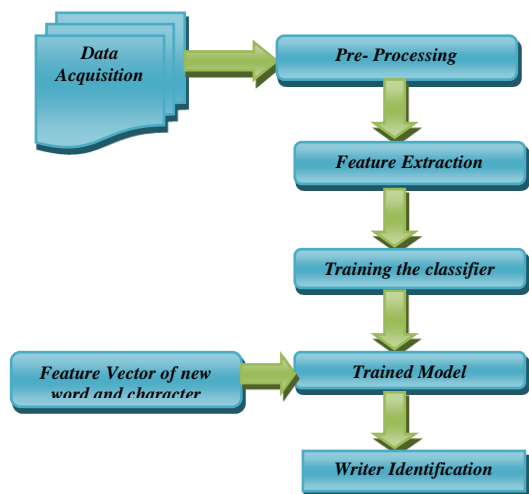 Data
Acquisition
Pre- Processing
Feature Extraction
Training the classifier
Feature Vector of new
word and character
Trained Model
Writer Identification